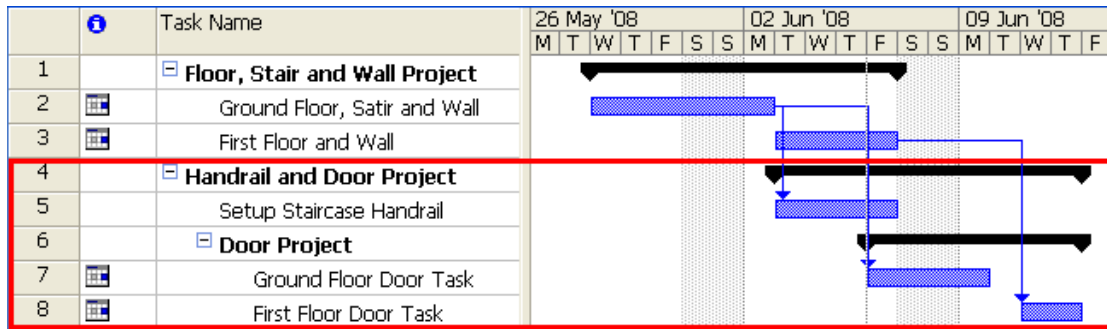 Task Name 26 May '08 02 Jun '08 09 Jun '08
M T W T F S S M T W T F S S M T W T F
1 Floor, Stair and Wall Project
2 Ground Floor, Satir and Wall
3 First Floor and Wall
4 Handrail and Door Project
5 Setup Staircase Handrail
6 Door Project
7 Ground Floor Door Task
8 First Floor Door Task